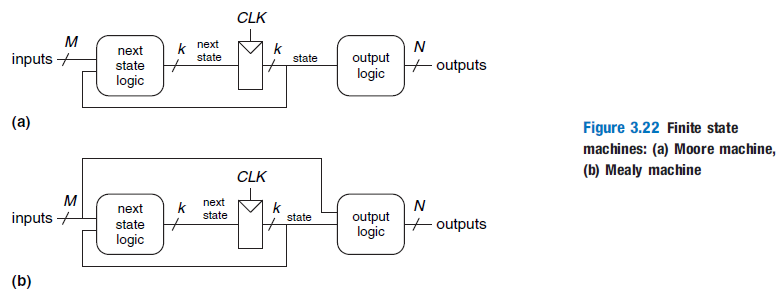 CLK
M
inputs
next
state
logic
k
next
state
k
state
output
logic
N
outputs
(a)
Figure 3.22 Finite state
machines: (a) Moore machine,
(b) Mealy machine
CLK
M
inputs
next
state
logic
k
next
state
k
state
output
logic
N
outputs
(b)